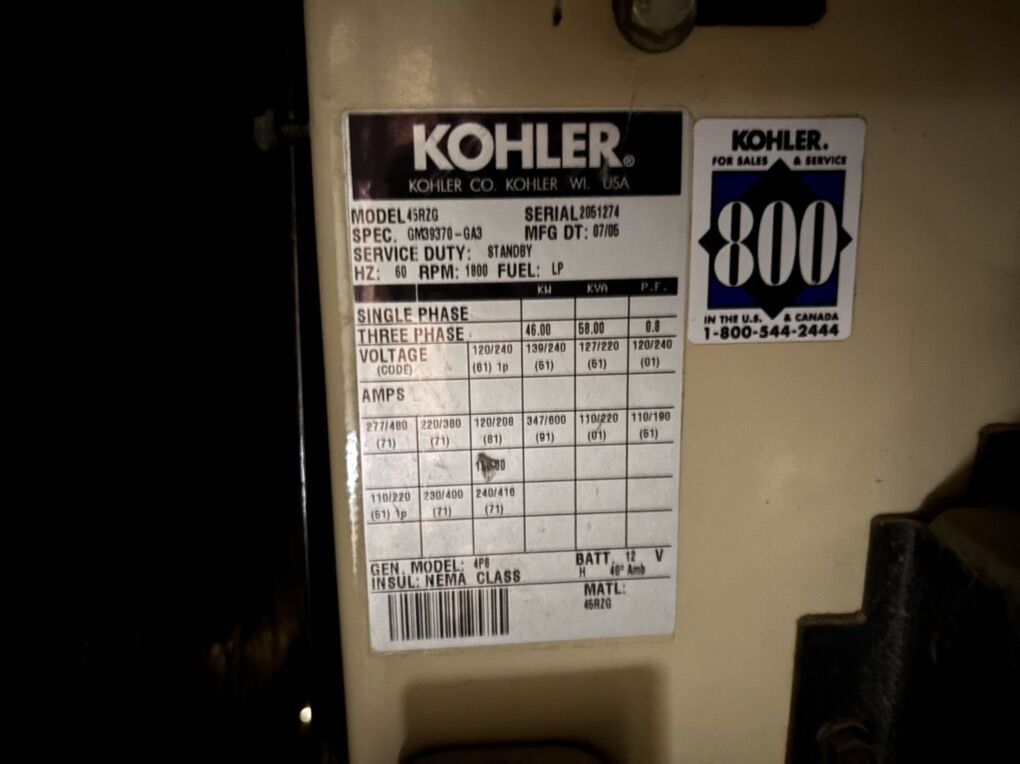 KOHLER®
KOHLER CO. KOHLER WI. USA
MODEL 45RZG SERIAL 2051274
SPEC. GM39370-GA3 MFG DT: 07/05
SERVICE DUTY: STANDBY
HZ: 60 RPM: 1800 FUEL: LP
KW KVA P.F.
SINGLE PHASE
THREE PHASE 46.00 58.00 0.8
VOLTAGE 120/240 139/240 127/220 120/240
(CODE) (61) 1p (61) (61) (01)
AMPS
277/480 220/380 120/208 347/600 110/220 110/190
(71) (71) (61) (91) (01) (61)
110/220 230/400 240/416
(61) 1p (71) (71)
GEN. MODEL: 4P8 BATT. 12 V
INSUL: NEMA CLASS H 40° Amb
MATL:
45RZG
KOHLER.
FOR SALES & SERVICE
800
IN THE U.S. & CANADA
1-800-544-2444